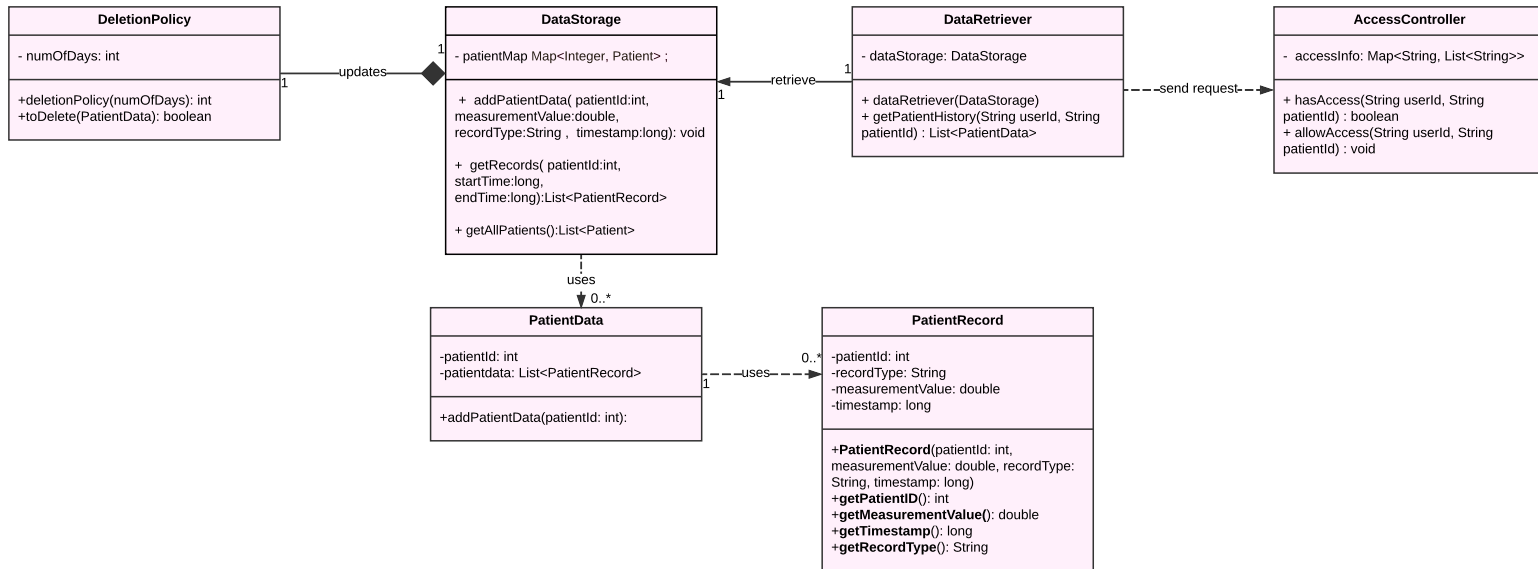 DeletionPolicy
- numOfDays: int
+deletionPolicy(numOfDays): int
+toDelete(PatientData): boolean
1
updates
1
DataStorage
- patientMap Map<Integer, Patient> ;
+  addPatientData( patientId:int,
measurementValue:double,
recordType:String ,  timestamp:long): void
+  getRecords( patientId:int,
startTime:long,
endTime:long):List<PatientRecord>
+ getAllPatients():List<Patient>
1
retrieve
1
DataRetriever
- dataStorage: DataStorage
+ dataRetriever(DataStorage)
+ getPatientHistory(String userId, String
patientId) : List<PatientData>
send request
AccessController
-  accessInfo: Map<String, List<String>>
+ hasAccess(String userId, String
patientId) : boolean
+ allowAccess(String userId, String
patientId) : void
uses
0..*
PatientData
-patientId: int
-patientdata: List<PatientRecord>
+addPatientData(patientId: int):
1
uses
0..*
PatientRecord
-patientId: int
-recordType: String
-measurementValue: double
-timestamp: long
+PatientRecord(patientId: int,
measurementValue: double, recordType:
String, timestamp: long)
+getPatientID(): int
+getMeasurementValue(): double
+getTimestamp(): long
+getRecordType(): String